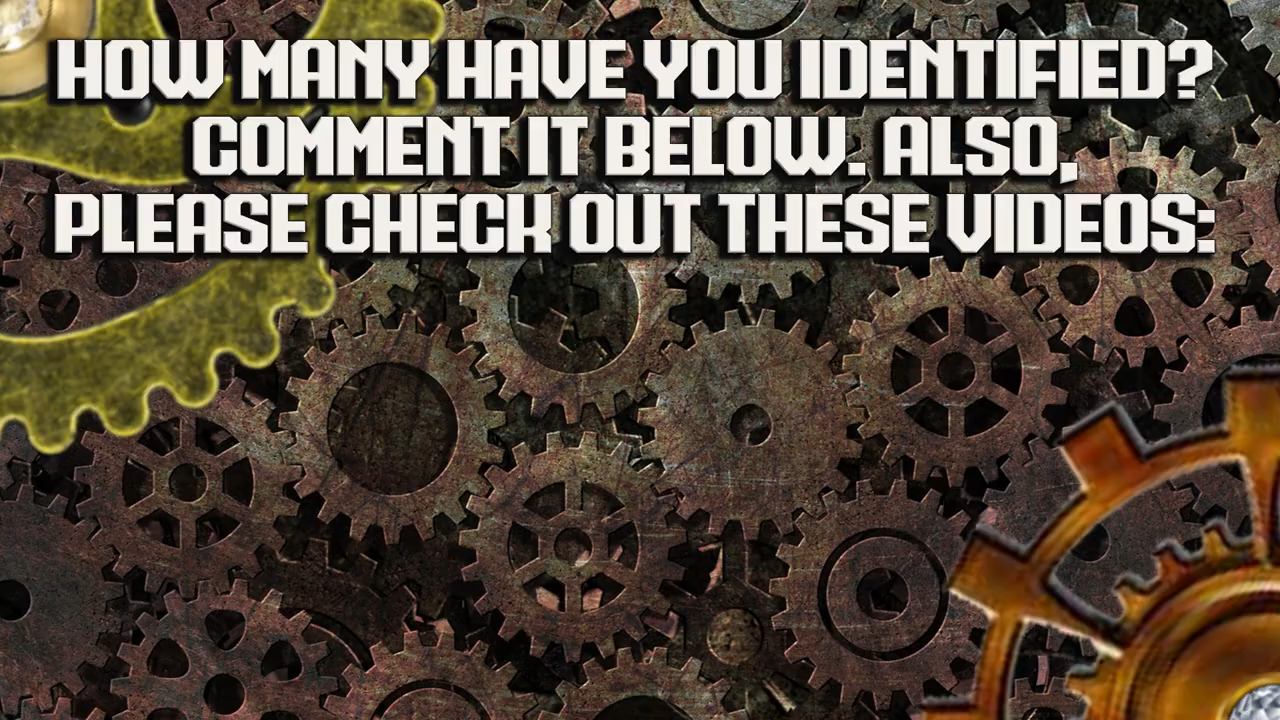 HOW MANY HAVE YOU IDENTIFIED?
COMMENT IT BELOW. ALSO,
PLEASE CHECK OUT THESE VIDEOS: